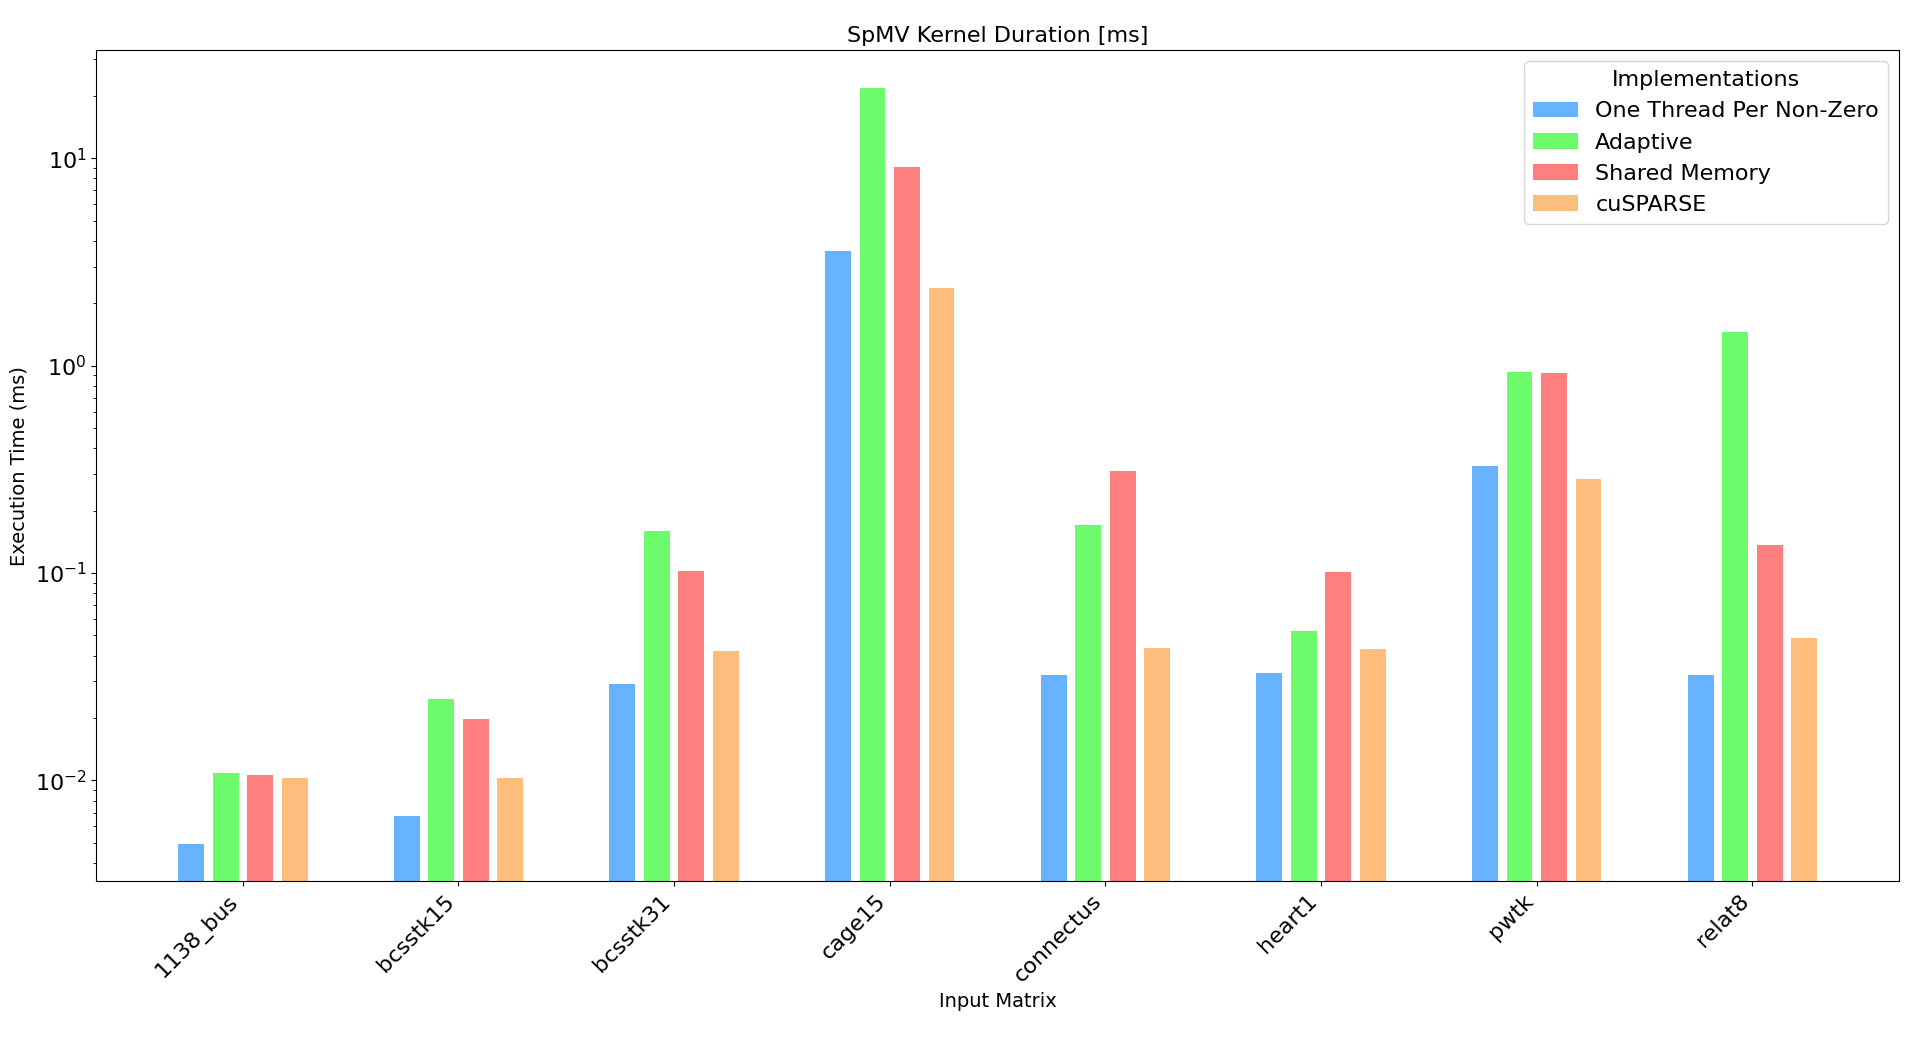 SpMV Kernel Duration [ms]
Implementations
One Thread Per Non-Zero
Adaptive
Shared Memory
cuSPARSE
Execution Time (ms)
10¹
10⁰
10⁻¹
10⁻²
1138_bus
bcsstk15
bcsstk31
cage15
connectus
heart1
pwtk
relat8
Input Matrix